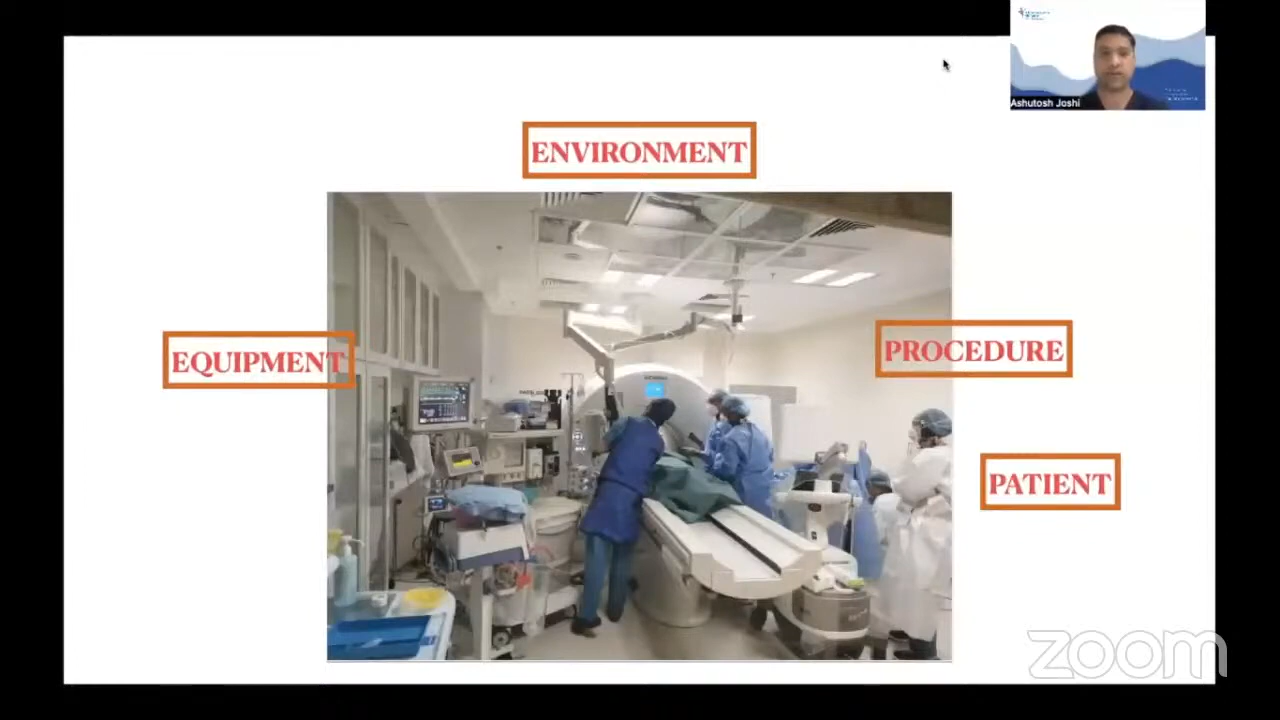 Ashutosh Joshi
ENVIRONMENT
EQUIPMENT
PROCEDURE
PATIENT
zoom